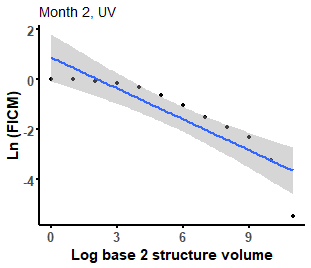 Month 2, UV
2
0
-2
-4
Ln (FICM)
0 3 6 9
Log base 2 structure volume